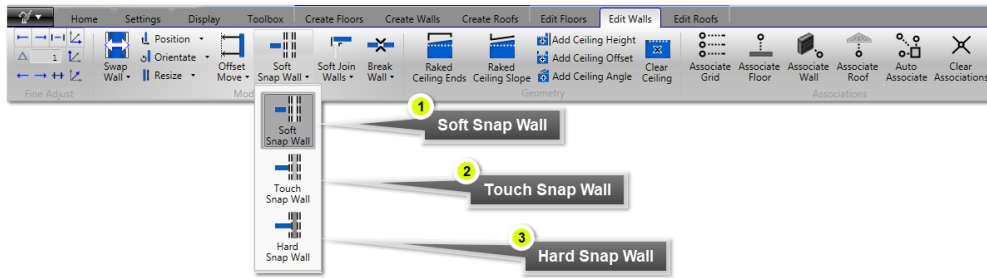 Home Settings Display Toolbox Create Floors Create Walls Create Roofs Edit Floors Edit Walls Edit Roofs
1
Fine Adjust
Swap
Wall
Position
Orientate
Resize
Offset
Move
Soft
Snap Wall
Soft Join
Walls
Break
Wall
Mod
Raked
Ceiling Ends
Raked
Ceiling Slope
Add Ceiling Height
Add Ceiling Offset
Add Ceiling Angle
Clear
Ceiling
Geometry
Associate
Grid
Associate
Floor
Associate
Wall
Associate
Roof
Auto
Associate
Clear
Associations
Associations
Soft
Snap Wall
Touch
Snap Wall
Hard
Snap Wall
1
Soft Snap Wall
2
Touch Snap Wall
3
Hard Snap Wall